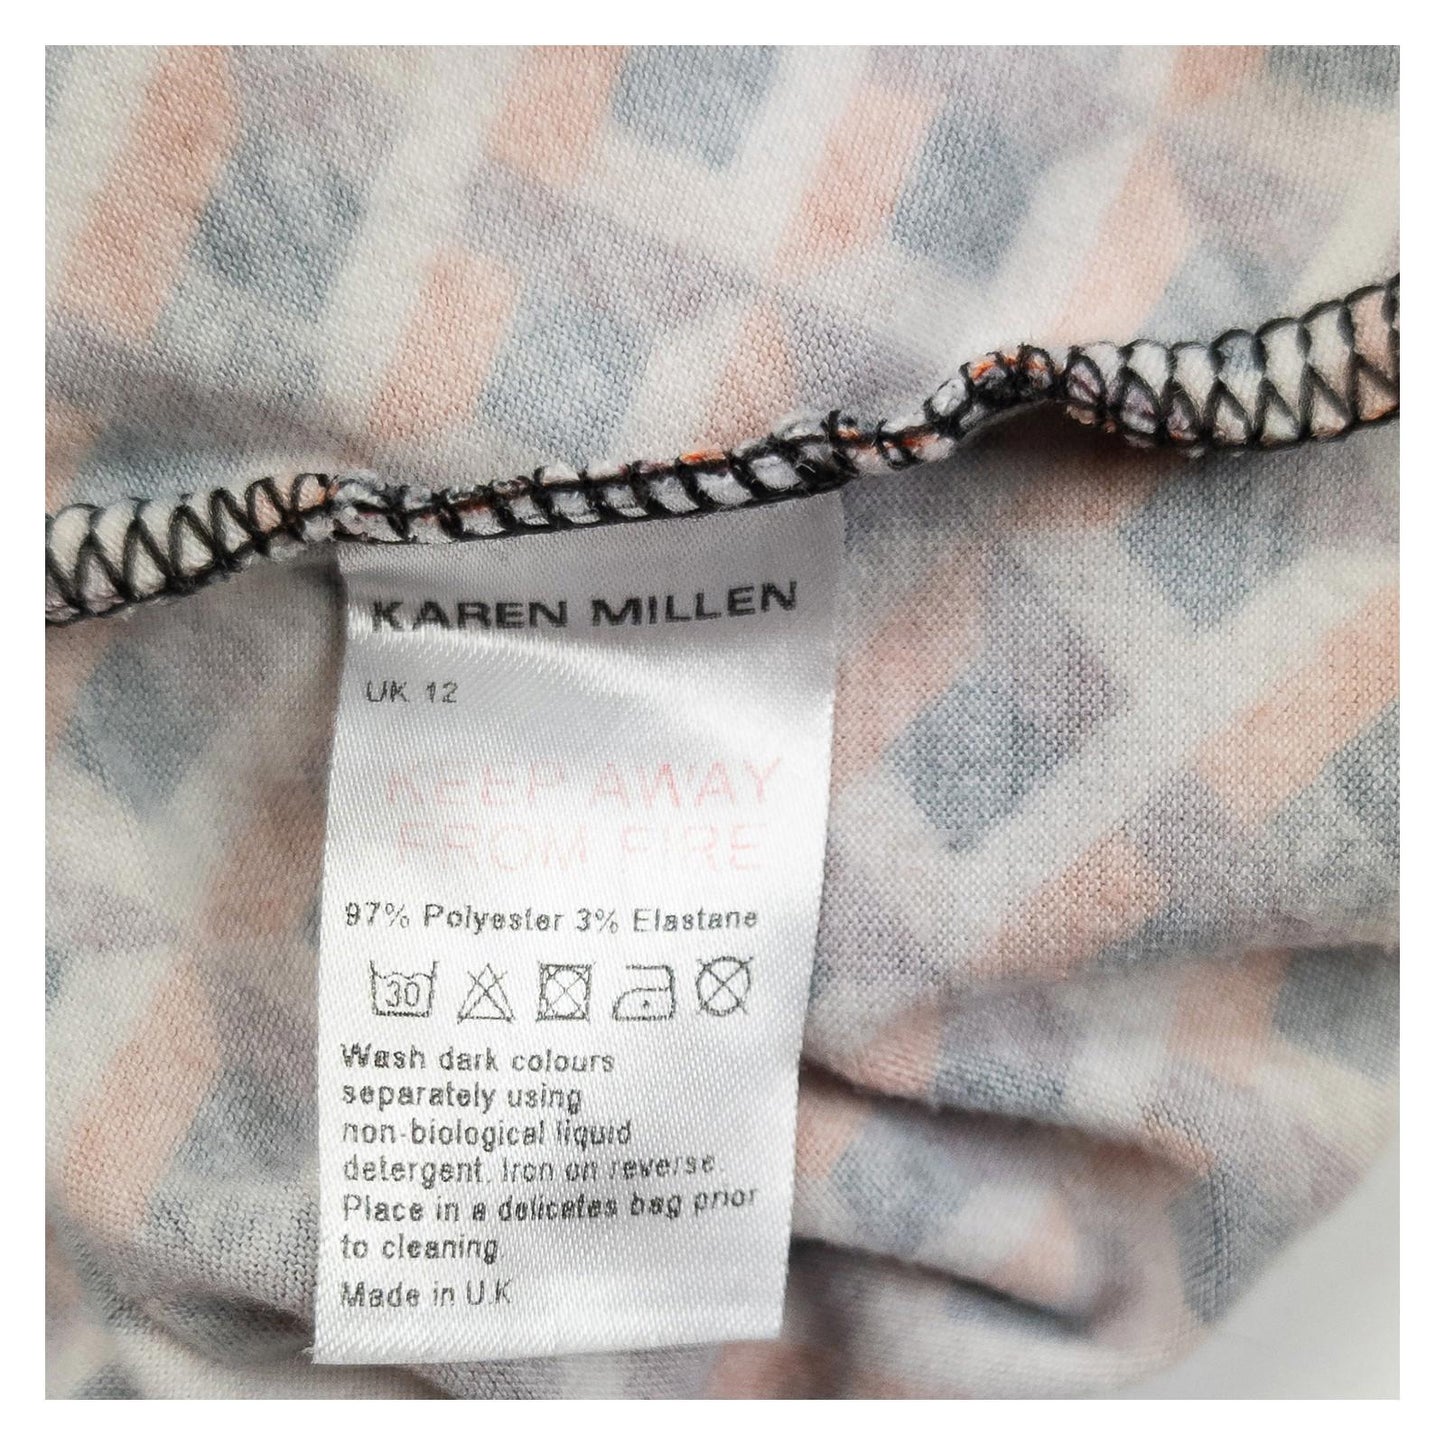 KAREN MILLEN
UK 12
KEEP AWAY
FROM FIRE
97% Polyester 3% Elastane
30
Wash dark colours
separately using
non-biological liquid
detergent. Iron on reverse.
Place in a delicates bag prior
to cleaning.
Made in U.K